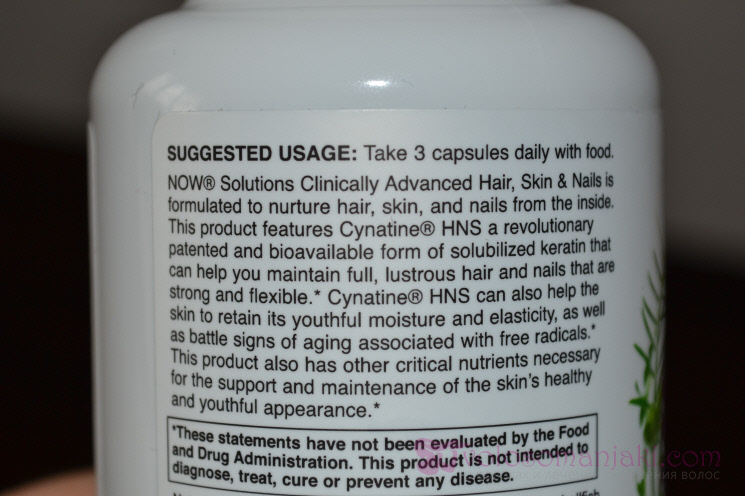 SUGGESTED USAGE: Take 3 capsules daily with food.
NOW® Solutions Clinically Advanced Hair, Skin & Nails is
formulated to nurture hair, skin, and nails from the inside.
This product features Cynatine® HNS a revolutionary
patented and bioavailable form of solubilized keratin that
can help you maintain full, lustrous hair and nails that are
strong and flexible.* Cynatine® HNS can also help the
skin to retain its youthful moisture and elasticity, as well
as battle signs of aging associated with free radicals.*
This product also has other critical nutrients necessary
for the support and maintenance of the skin's healthy
and youthful appearance.*
*These statements have not been evaluated by the Food
and Drug Administration. This product is not intended to
diagnose, treat, cure or prevent any disease.